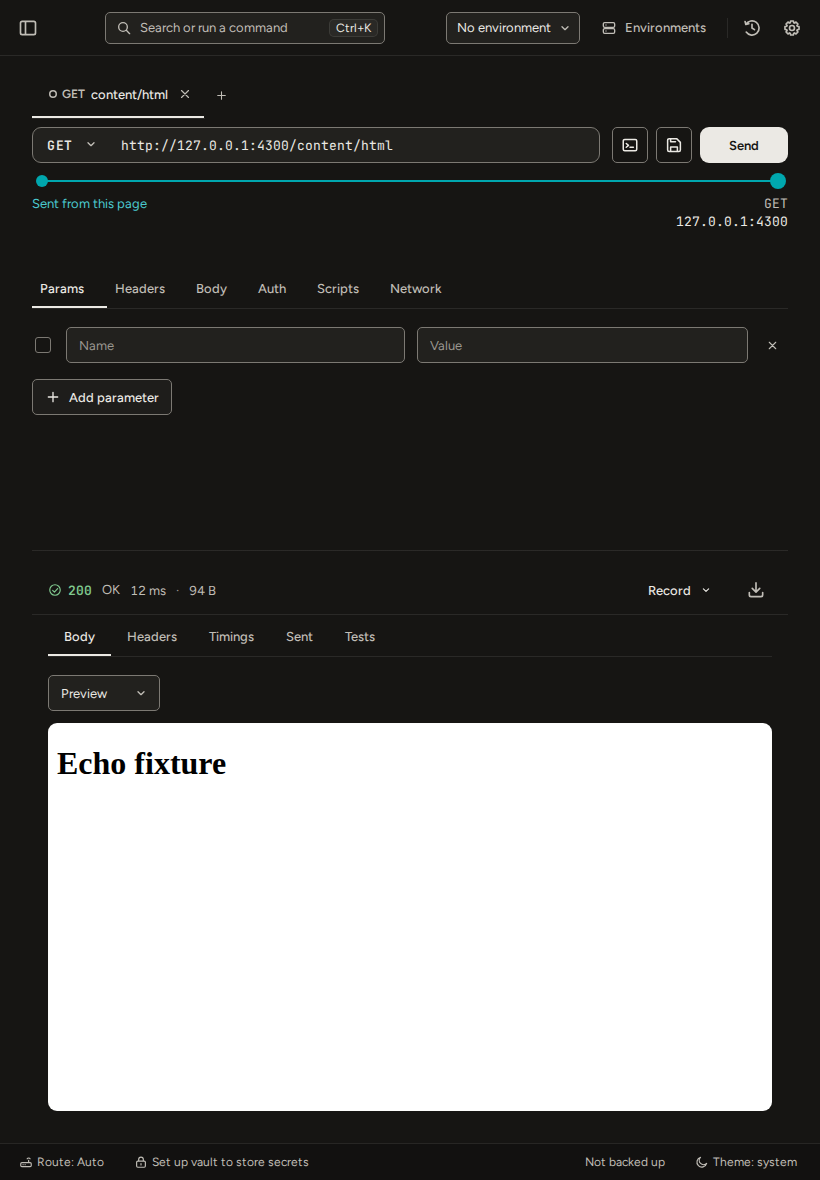 Search or run a command Ctrl+K No environment Environments
GET content/html
GET http://127.0.0.1:4300/content/html Send
Sent from this page GET
127.0.0.1:4300
Params Headers Body Auth Scripts Network
Name Value
Add parameter
200 OK 12 ms · 94 B Record
Body Headers Timings Sent Tests
Preview
Echo fixture
Route: Auto Set up vault to store secrets Not backed up Theme: system